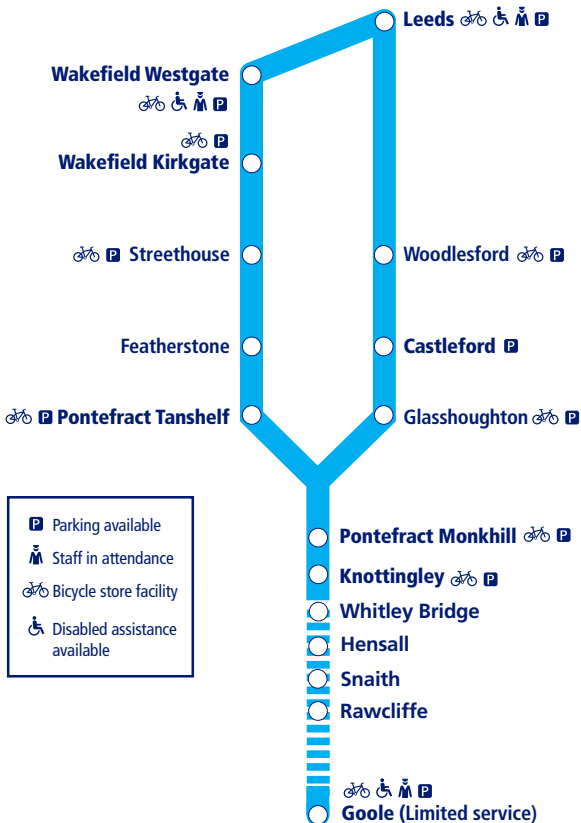 Leeds P
Wakefield Westgate
P
P
Wakefield Kirkgate
P Streethouse
Woodlesford P
Featherstone
Castleford P
P Pontefract Tanshelf
Glasshoughton P
P Parking available
Staff in attendance
Bicycle store facility
Disabled assistance
available
Pontefract Monkhill P
Knottingley P
Whitley Bridge
Hensall
Snaith
Rawcliffe
P
Goole (Limited service)